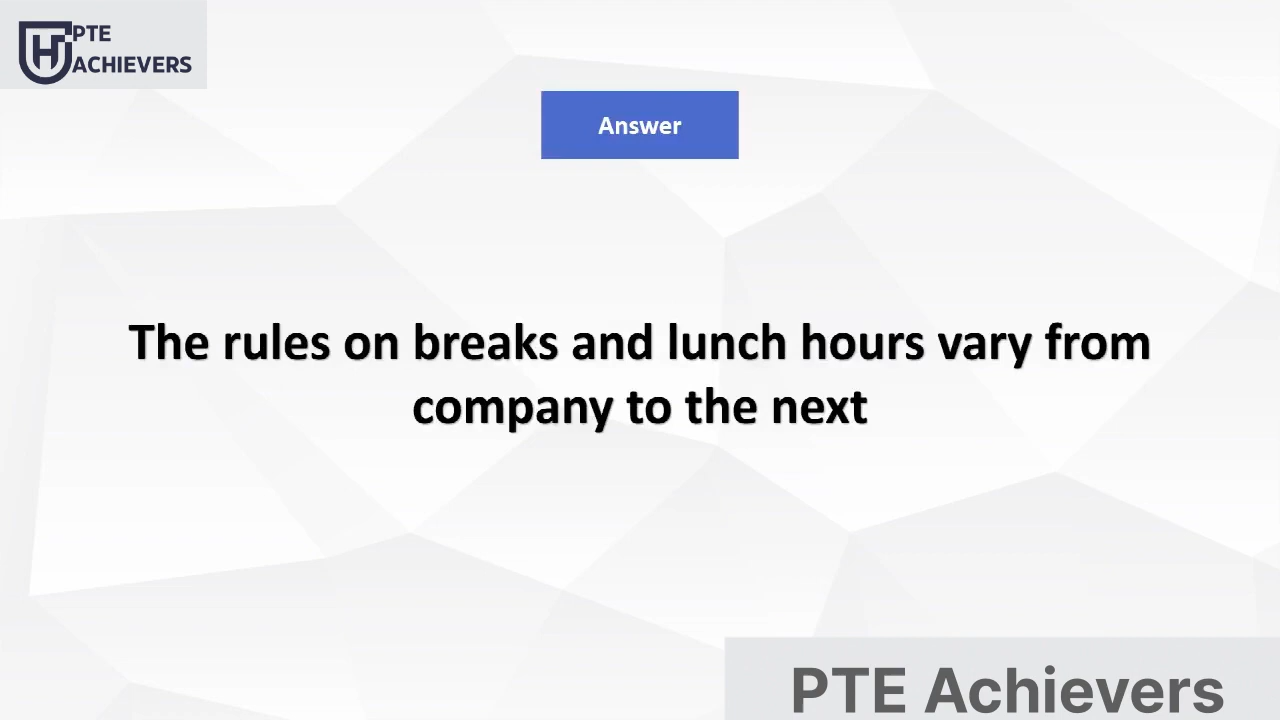 PTE
ACHIEVERS
Answer
The rules on breaks and lunch hours vary from
company to the next
PTE Achievers